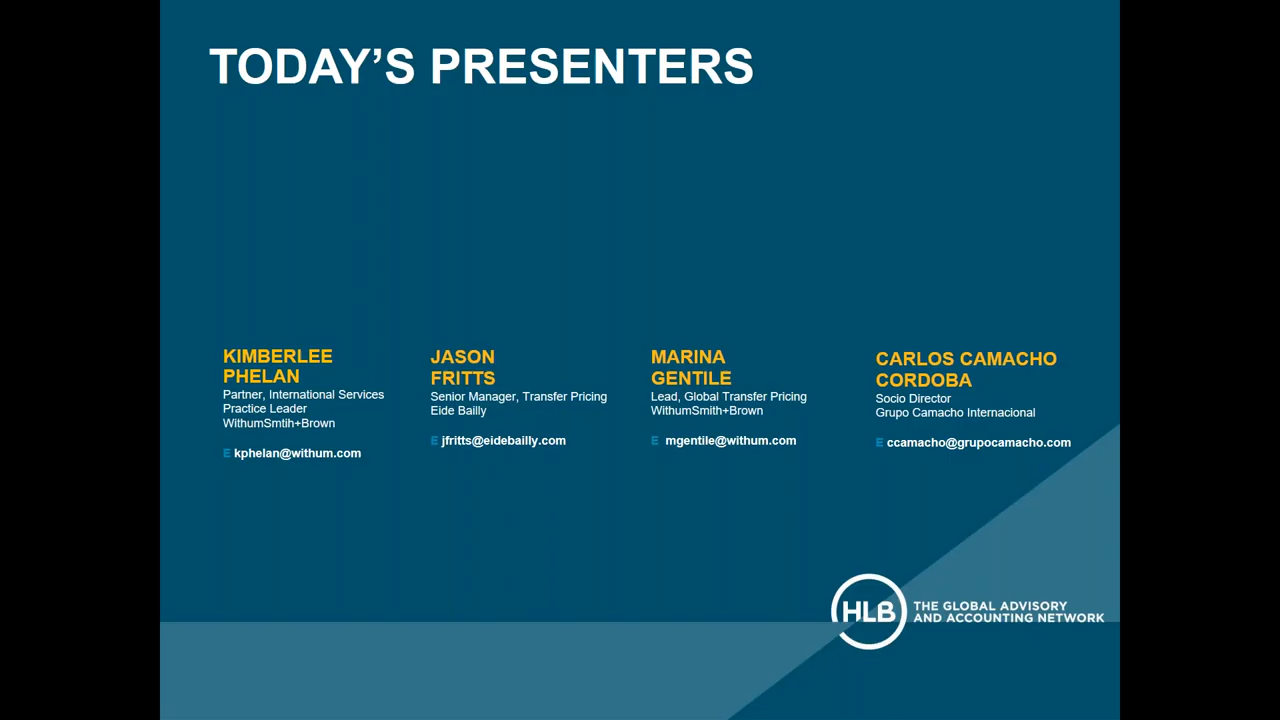 TODAY'S PRESENTERS
KIMBERLEE
PHELAN
Partner, International Services
Practice Leader
WithumSmtih+Brown
E kphelan@withum.com
JASON
FRITTS
Senior Manager, Transfer Pricing
Eide Bailly
E jfritts@eidebailly.com
MARINA
GENTILE
Lead, Global Transfer Pricing
WithumSmith+Brown
E mgentile@withum.com
CARLOS CAMACHO
CORDOBA
Socio Director
Grupo Camacho Internacional
E ccamacho@grupocamacho.com
HLB
THE GLOBAL ADVISORY
AND ACCOUNTING NETWORK